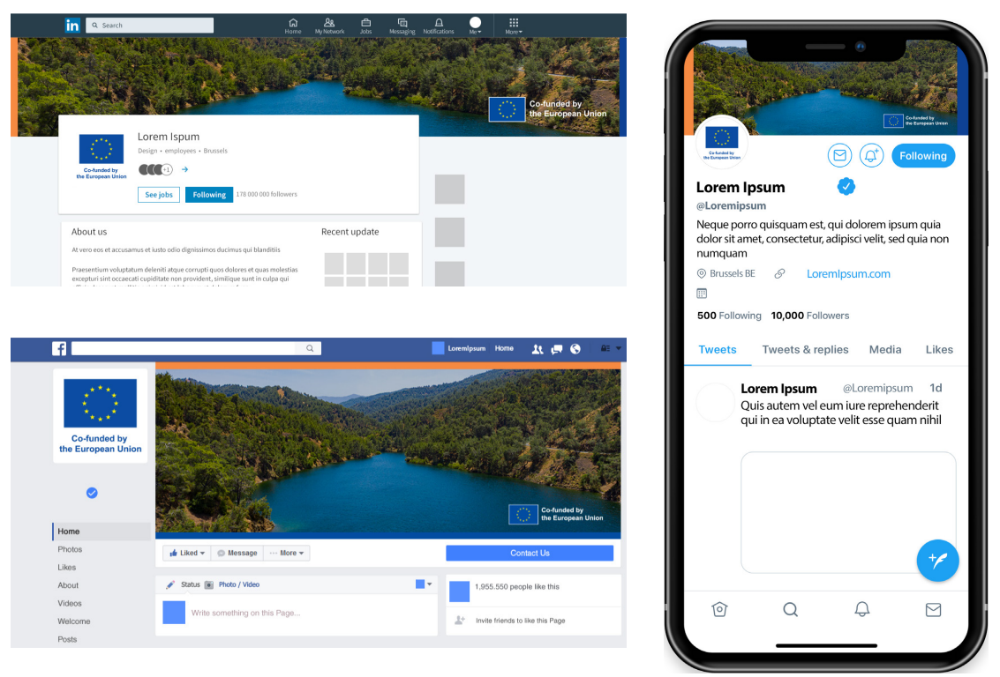 in Search
Home My Network Jobs Messaging Notifications Me More
Co-funded by
the European Union
Co-funded by
the European Union
Lorem Ispum
Design • employees • Brussels
+1
See jobs Following 178 000 000 followers
About us
At vero eos et accusamus et iusto odio dignissimos ducimus qui blanditiis
Praesentium voluptatum deleniti atque corrupti quos dolores et quas molestias
excepturi sint occaecati cupiditate non provident, similique sunt in culpa qui
Recent update
f LoremIpsum Home
Co-funded by
the European Union
Home
Photos
Likes
About
Videos
Welcome
Posts
Co-funded by
the European Union
Liked Message ··· More
Contact Us
Status Photo / Video
Write something on this Page...
1,955.550 people like this
Invite friends to like this Page
Co-funded by
the European Union
Co-funded by
the European Union
Following
Lorem Ipsum
@Loremipsum
Neque porro quisquam est, qui dolorem ipsum quia
dolor sit amet, consectetur, adipisci velit, sed quia non
numquam
Brussels BE LoremIpsum.com
500 Following 10,000 Followers
Tweets Tweets & replies Media Likes
Lorem Ipsum @Loremipsum 1d
Quis autem vel eum iure reprehenderit
qui in ea voluptate velit esse quam nihil